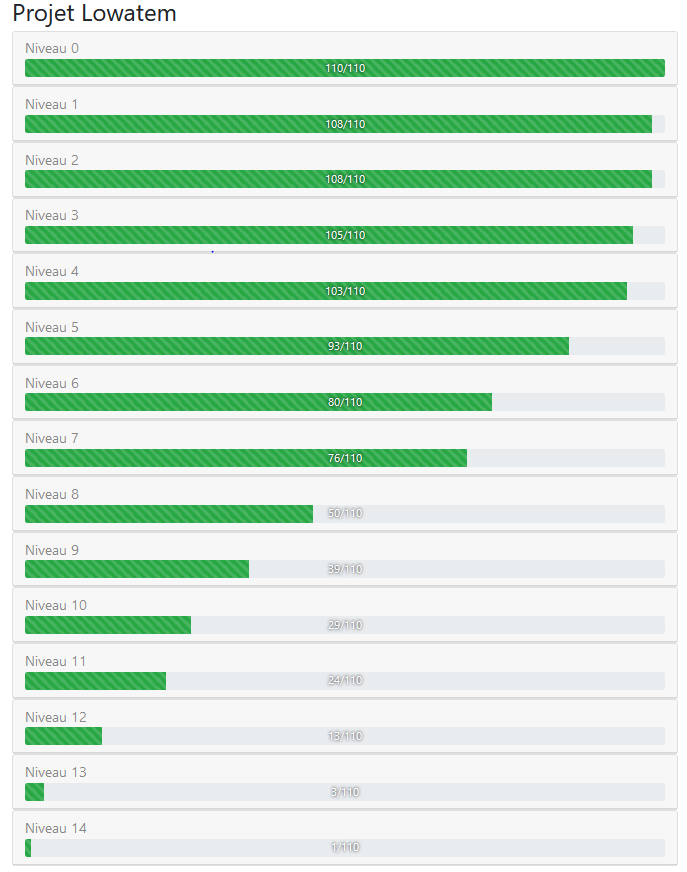 Projet Lowatem
Niveau 0
110/110
Niveau 1
108/110
Niveau 2
108/110
Niveau 3
105/110
Niveau 4
103/110
Niveau 5
93/110
Niveau 6
80/110
Niveau 7
76/110
Niveau 8
50/110
Niveau 9
39/110
Niveau 10
29/110
Niveau 11
24/110
Niveau 12
13/110
Niveau 13
3/110
Niveau 14
1/110